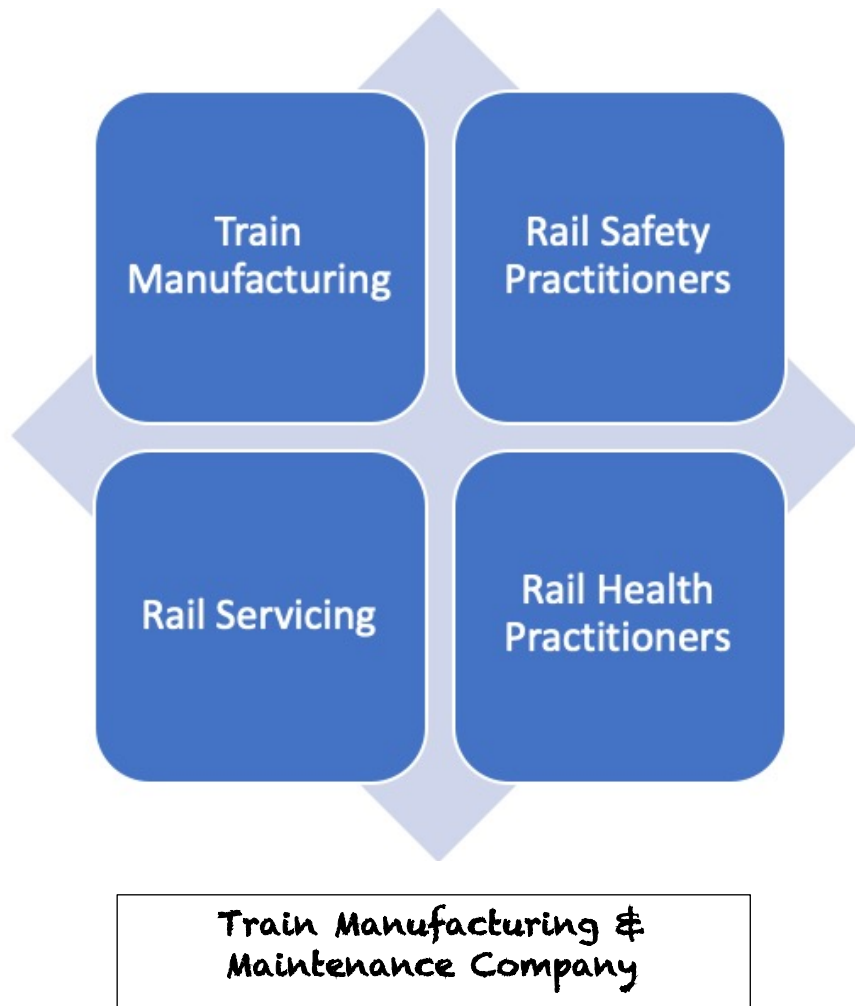 Train
Manufacturing
Rail Safety
Practitioners
Rail Servicing
Rail Health
Practitioners
Train Manufacturing &
Maintenance Company